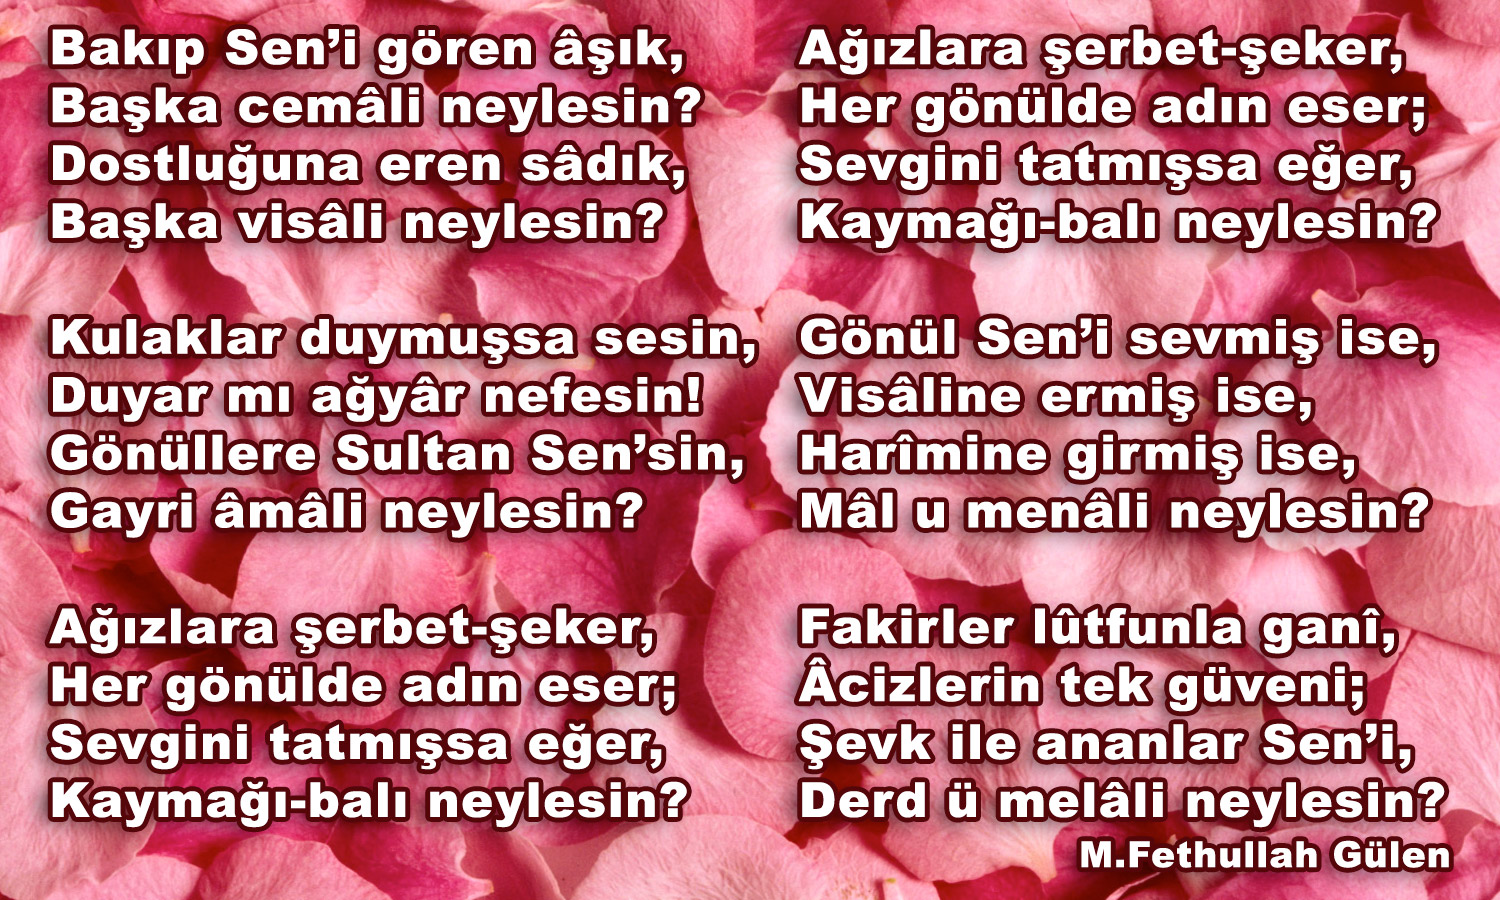 Bakıp Sen’i gören âşık,
Başka cemâli neylesin?
Dostluğuna eren sâdık,
Başka visâli neylesin?
Kulaklar duymuşsa sesin,
Duyar mı ağyâr nefesin!
Gönüllere Sultan Sen’sin,
Gayri âmâli neylesin?
Ağızlara şerbet-şeker,
Her gönülde adın eser;
Sevgini tatmışsa eğer,
Kaymağı-balı neylesin?
Ağızlara şerbet-şeker,
Her gönülde adın eser;
Sevgini tatmışsa eğer,
Kaymağı-balı neylesin?
Gönül Sen’i sevmiş ise,
Visâline ermiş ise,
Harîmine girmiş ise,
Mâl u menâli neylesin?
Fakirler lûtfunla ganî,
Âcizlerin tek güveni;
Şevk ile ananlar Sen’i,
Derd ü melâli neylesin?
M.Fethullah Gülen